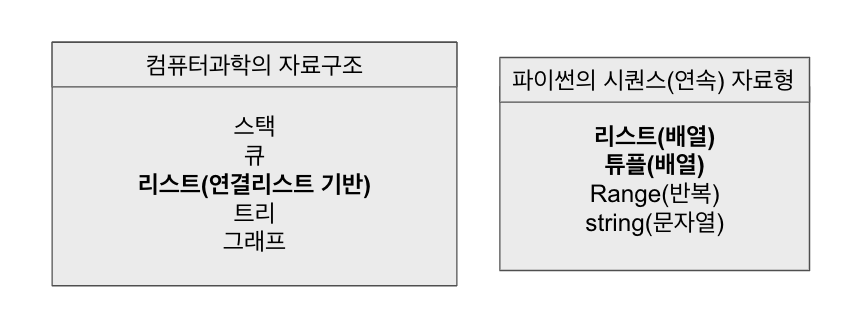 컴퓨터과학의 자료구조
스택
큐
리스트(연결리스트 기반)
트리
그래프
파이썬의 시퀀스(연속) 자료형
리스트(배열)
튜플(배열)
Range(반복)
string(문자열)